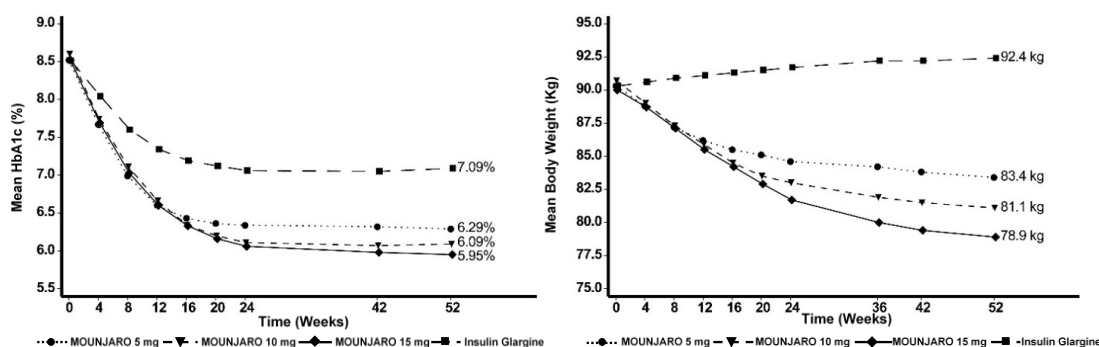 Mean HbA1c (%)
9.0
8.5
8.0
7.5
7.0
6.5
6.0
5.5
7.09%
6.29%
6.09%
5.95%
0 4 8 12 16 20 24 42 52
Time (Weeks)
MOUNJARO 5 mg MOUNJARO 10 mg MOUNJARO 15 mg Insulin Glargine
Mean Body Weight (Kg)
95.0
92.5
90.0
87.5
85.0
82.5
80.0
77.5
75.0
92.4 kg
83.4 kg
81.1 kg
78.9 kg
0 4 8 12 16 20 24 36 42 52
Time (Weeks)
MOUNJARO 5 mg MOUNJARO 10 mg MOUNJARO 15 mg Insulin Glargine